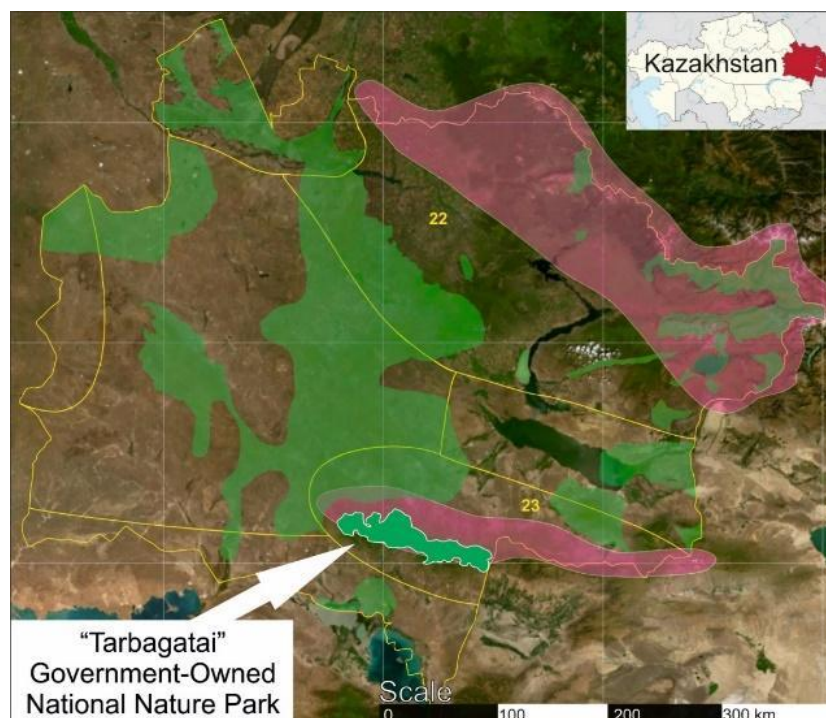 Kazakhstan
22
23
“Tarbagatai”
Government-Owned
National Nature Park
Scale
0 100 200 300 km